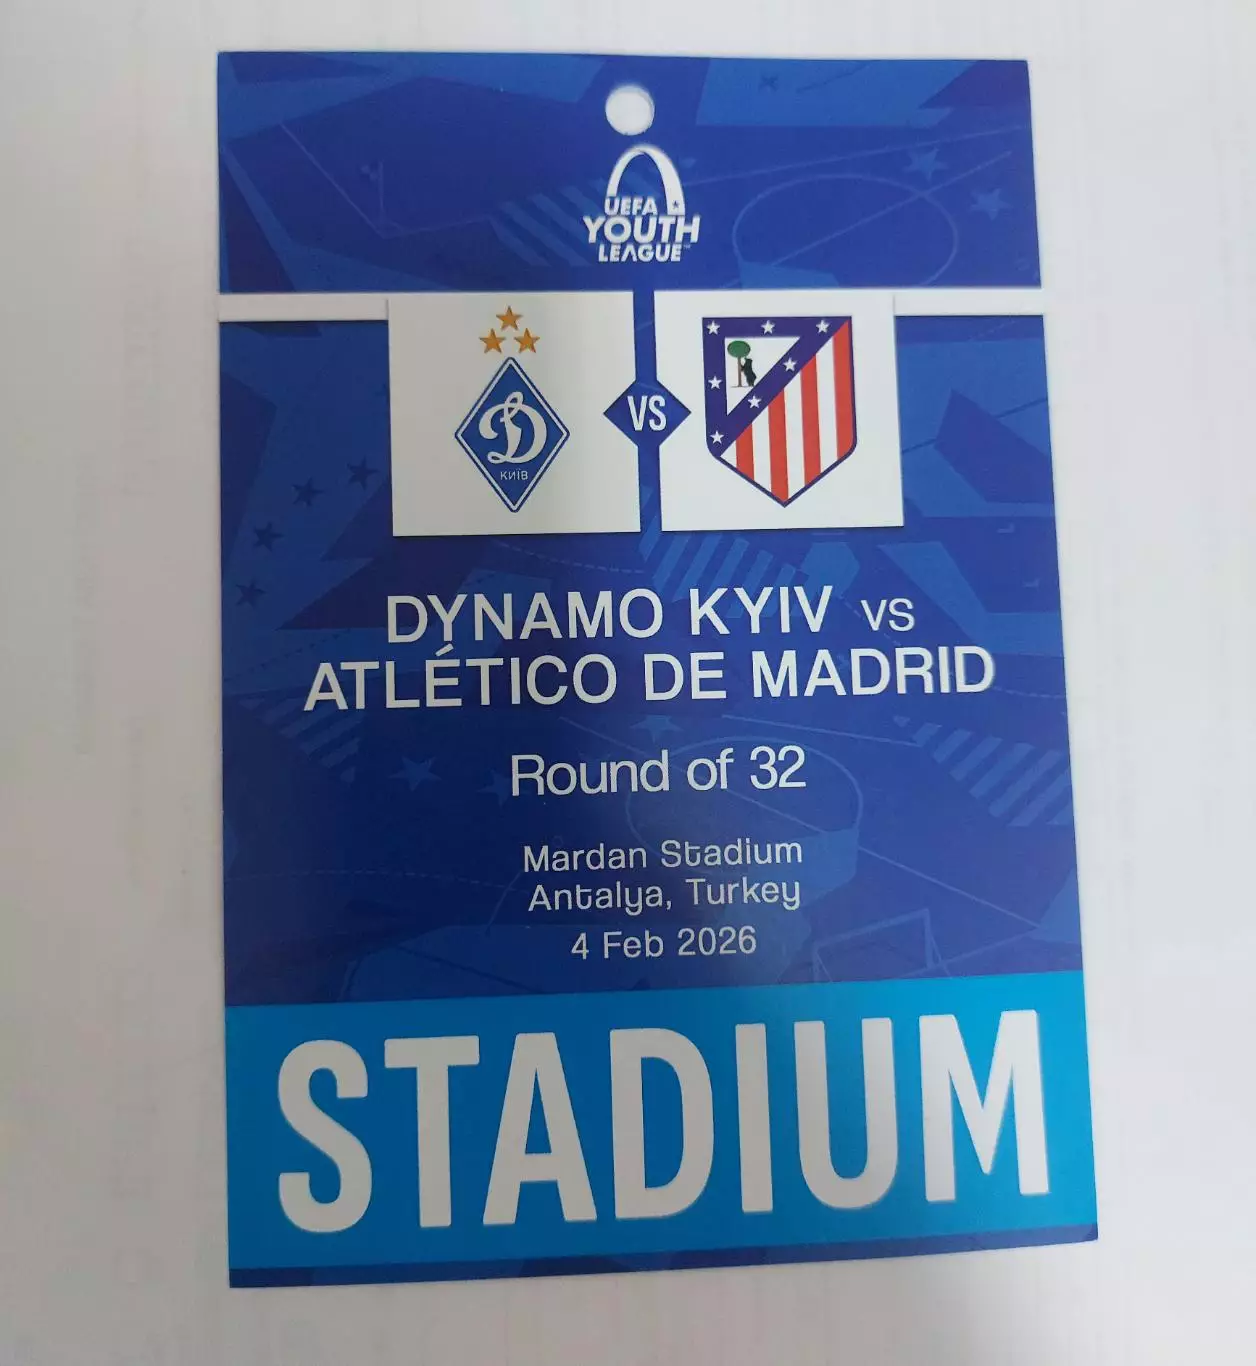 UEFA
YOUTH
LEAGUE™
КИЇВ
VS
DYNAMO KYIV VS
ATLÉTICO DE MADRID
Round of 32
Mardan Stadium
Antalya, Turkey
4 Feb 2026
STADIUM